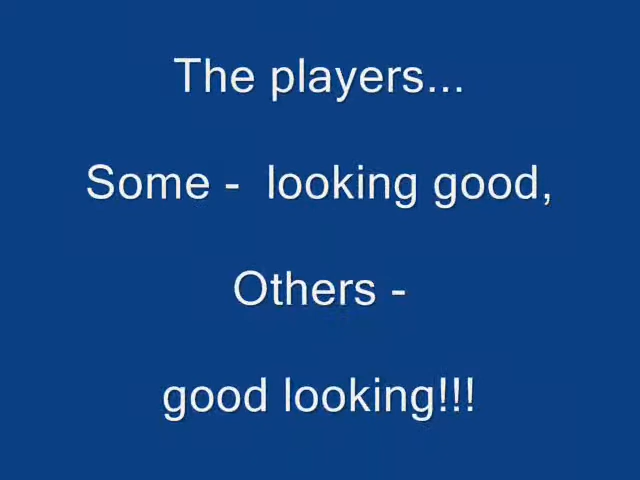 The players...
Some -  looking good,
Others -
good looking!!!